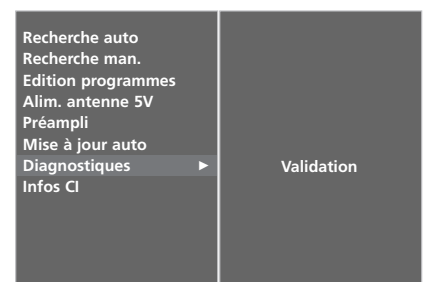 Recherche auto
Recherche man.
Edition programmes
Alim. antenne 5V
Préampli
Mise à jour auto
Diagnostiques ►
Validation
Infos CI